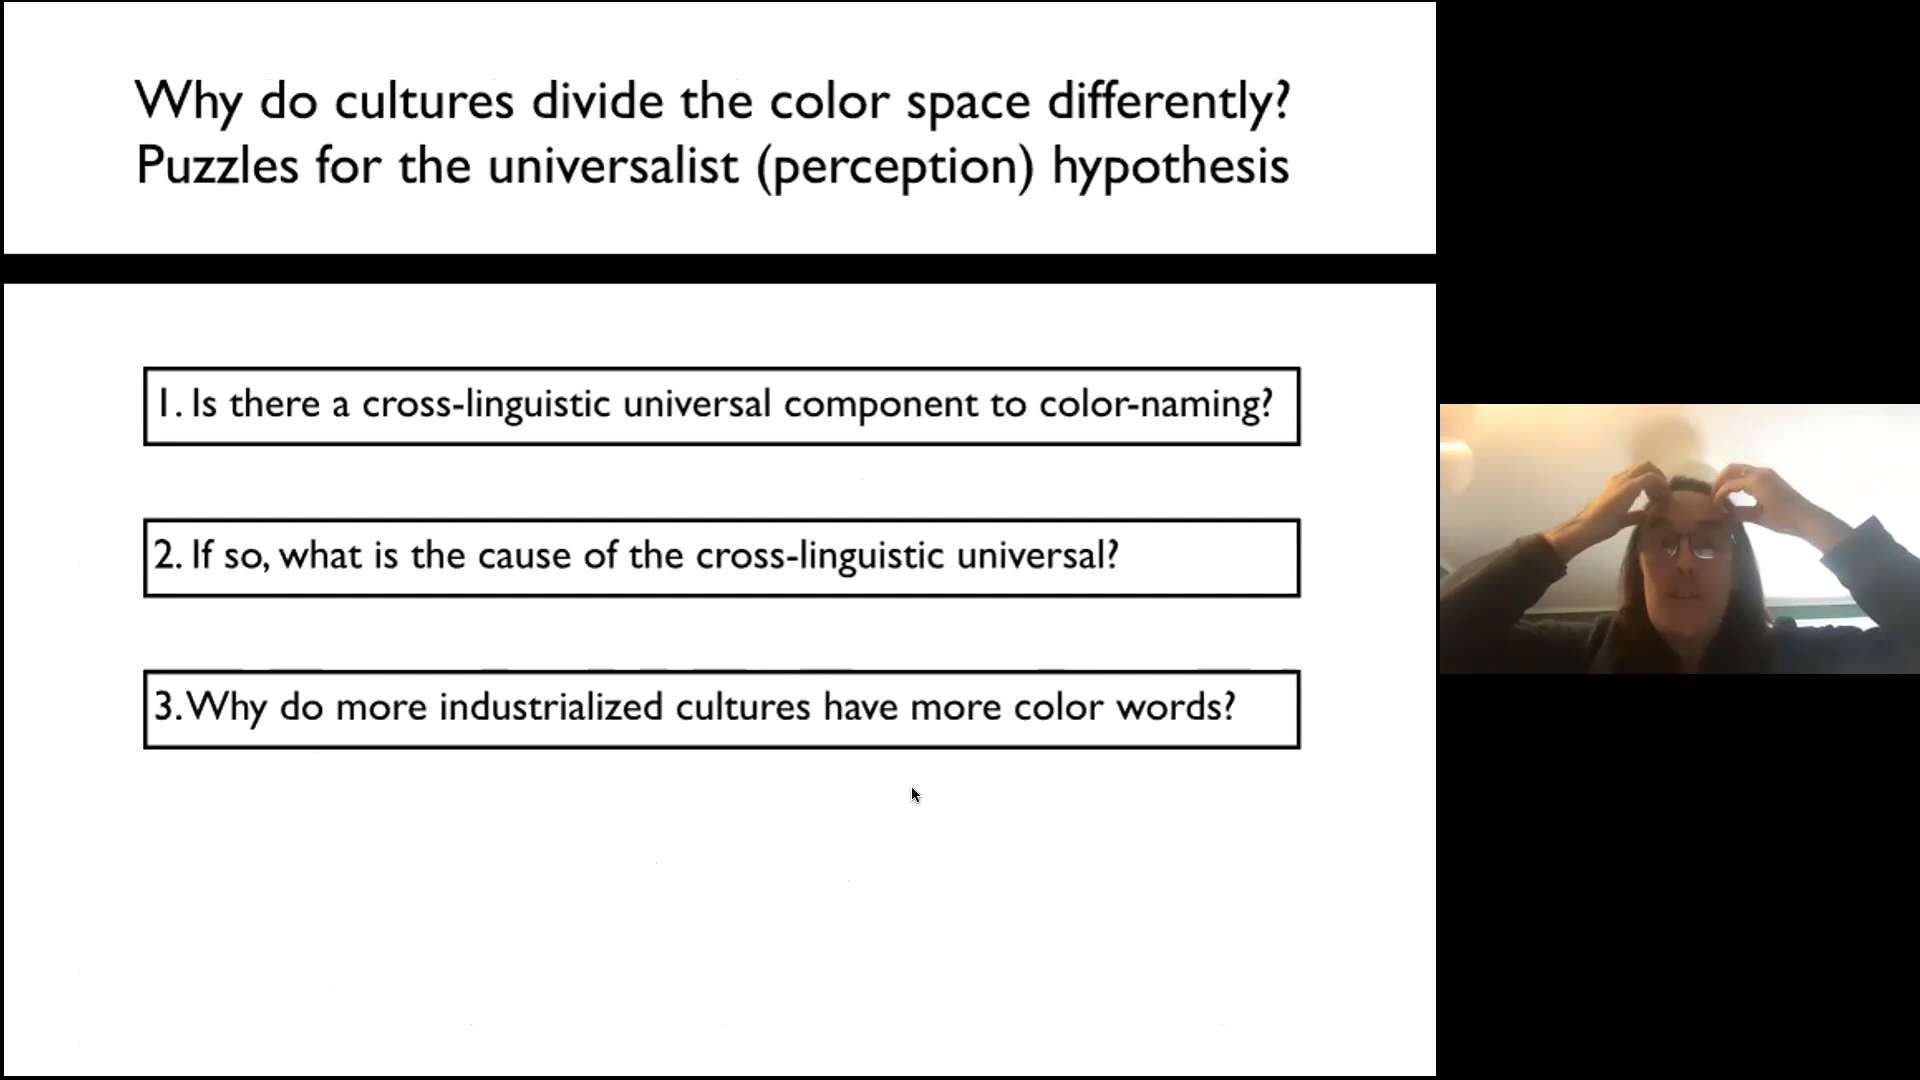 Why do cultures divide the color space differently?
Puzzles for the universalist (perception) hypothesis
1. Is there a cross-linguistic universal component to color-naming?
2. If so, what is the cause of the cross-linguistic universal?
3. Why do more industrialized cultures have more color words?